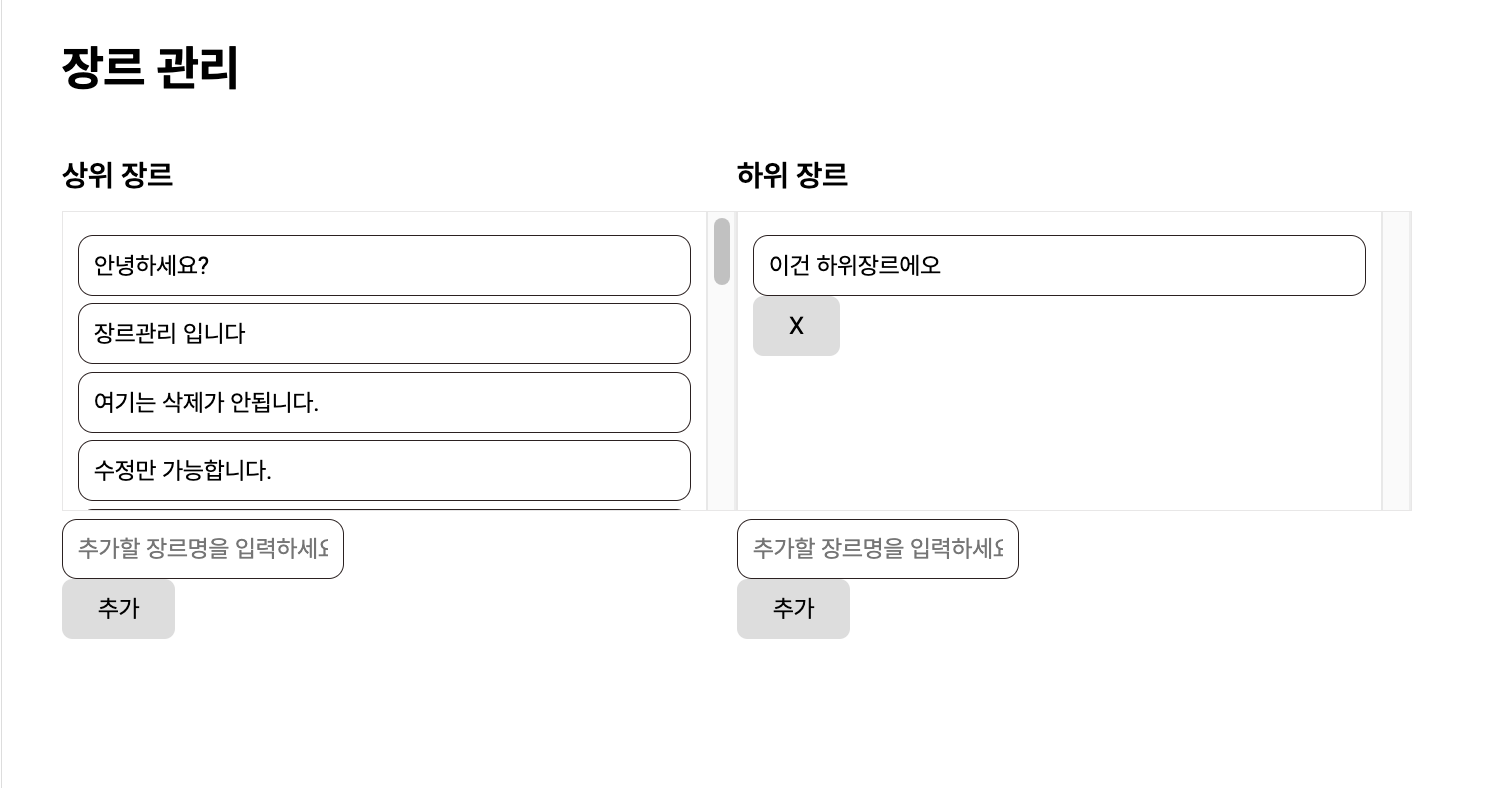 장르 관리
상위 장르
안녕하세요?
장르관리 입니다
여기는 삭제가 안됩니다.
수정만 가능합니다.
추가할 장르명을 입력하세요
추가
하위 장르
이건 하위장르에오
X
추가할 장르명을 입력하세요
추가